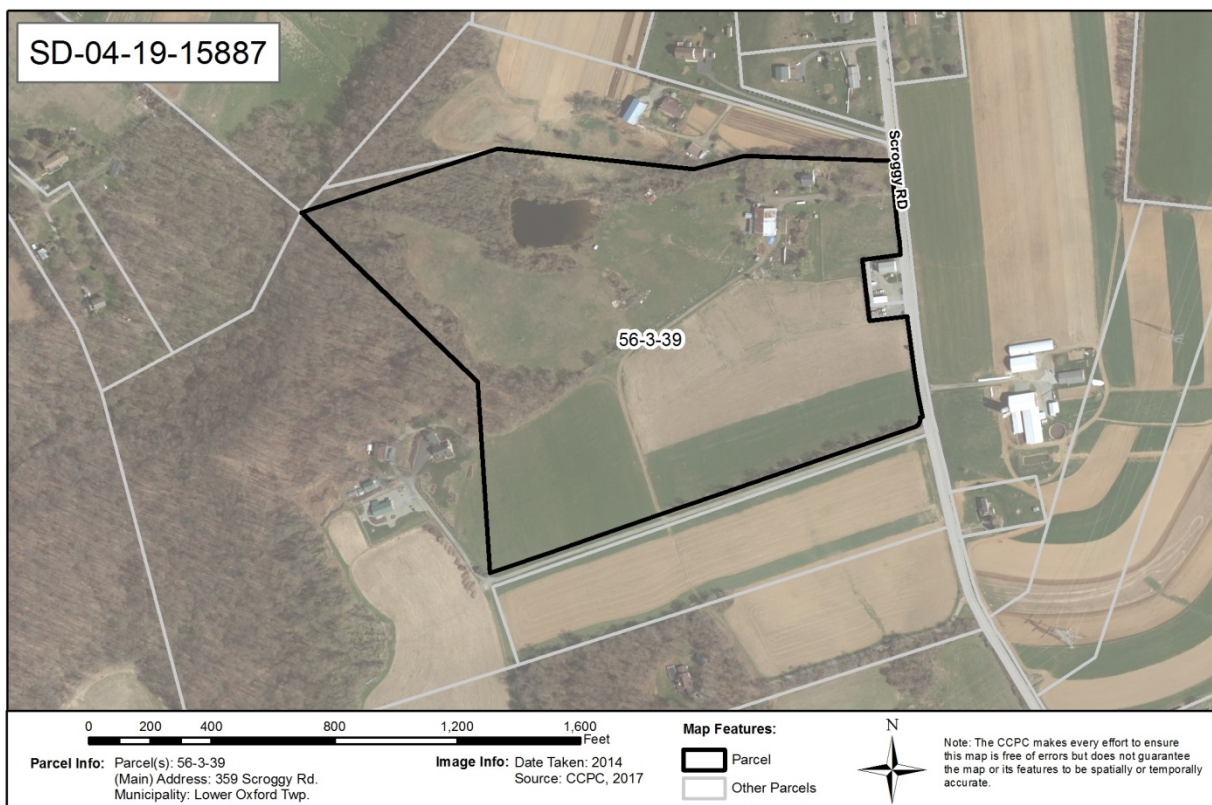 SD-04-19-15887
Scroggy RD
56-3-39
0 200 400 800 1,200 1,600
Feet
Parcel Info: Parcel(s): 56-3-39
(Main) Address: 359 Scroggy Rd.
Municipality: Lower Oxford Twp.
Image Info: Date Taken: 2014
Source: CCPC, 2017
Map Features:
Parcel
Other Parcels
N
Note: The CCPC makes every effort to ensure
this map is free of errors but does not guarantee
the map or its features to be spatially or temporally
accurate.